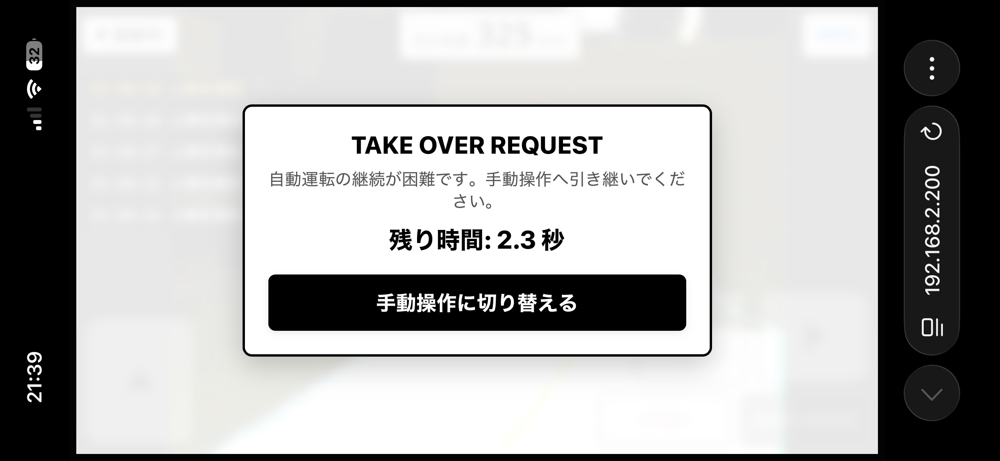 32
21:39
TAKE OVER REQUEST
自動運転の継続が困難です。手動操作へ引き継いでくだ
さい。
残り時間: 2.3 秒
手動操作に切り替える
192.168.2.200